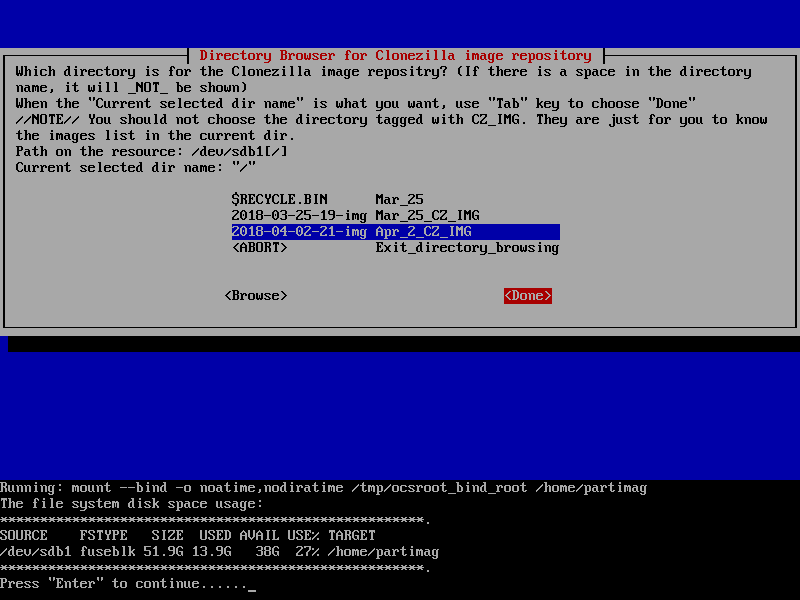 Directory Browser for Clonezilla image repository
Which directory is for the Clonezilla image repositry? (If there is a space in the directory
name, it will _NOT_ be shown)
When the "Current selected dir name" is what you want, use "Tab" key to choose "Done"
//NOTE// You should not choose the directory tagged with CZ_IMG. They are just for you to know
the images list in the current dir.
Path on the resource: /dev/sdb1[/]
Current selected dir name: "/"
$RECYCLE.BIN Mar_25
2018-03-25-19-img Mar_25_CZ_IMG
2018-04-02-21-img Apr_2_CZ_IMG
<ABORT> Exit_directory_browsing
<Browse> <Done>
Running: mount --bind -o noatime,nodiratime /tmp/ocsroot_bind_root /home/partimag
The file system disk space usage:
*****************************************************.
SOURCE FSTYPE SIZE USED AVAIL USE% TARGET
/dev/sdb1 fuseblk 51.9G 13.9G 38G 27% /home/partimag
*****************************************************.
Press "Enter" to continue......_